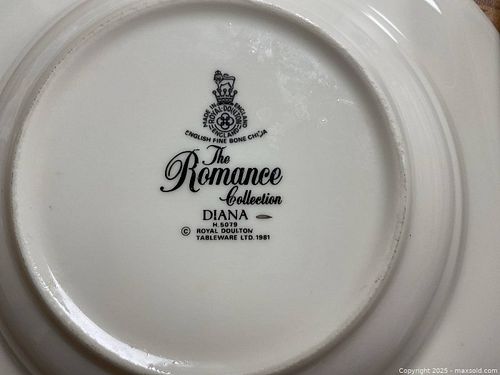 MADE IN ENGLAND
ROYAL DOULTON
ENGLAND
ENGLISH FINE BONE CHINA
The
Romance
Collection
DIANA
H.5079
© ROYAL DOULTON
TABLEWARE LTD. 1981
Copyright 2025 - maxsold.com